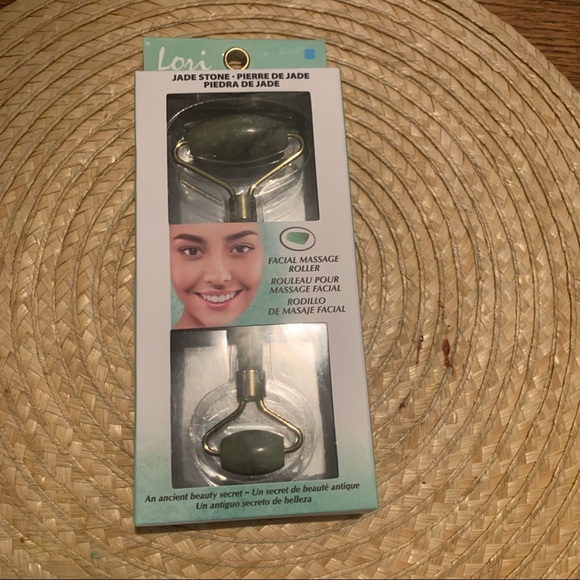 Lori
JADE STONE • PIERRE DE JADE
PIEDRA DE JADE
FACIAL MASSAGE
ROLLER
ROULEAU POUR
MASSAGE FACIAL
RODILLO
DE MASAJE FACIAL
An ancient beauty secret ~ Un secret de beauté antique
Un antiguo secreto de belleza